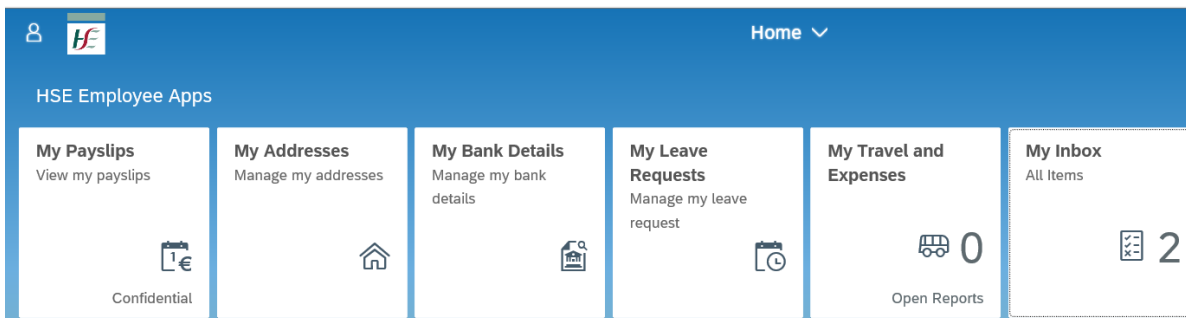 Home
HSE Employee Apps
My Payslips
View my payslips
1 €
Confidential
My Addresses
Manage my addresses
My Bank Details
Manage my bank
details
My Leave
Requests
Manage my leave
request
My Travel and
Expenses
0
Open Reports
My Inbox
All Items
2